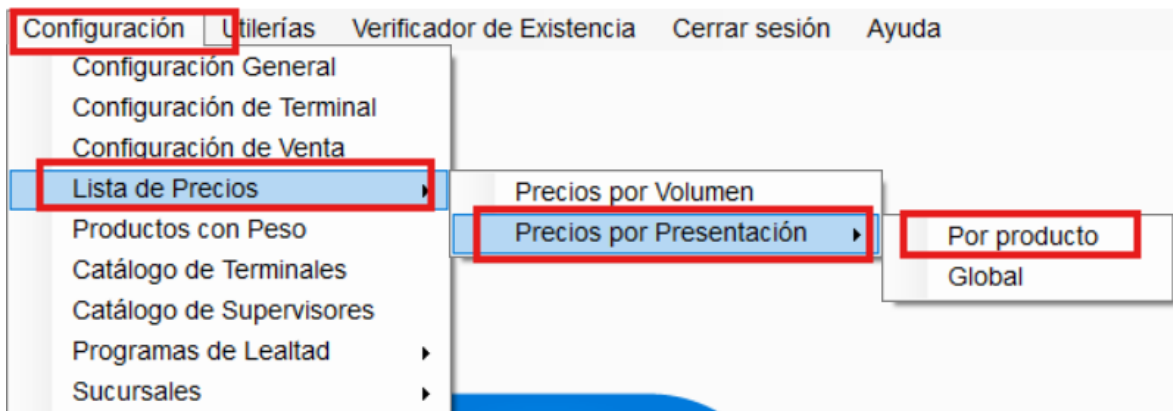 Configuración Utilerías Verificador de Existencia Cerrar sesión Ayuda
Configuración General
Configuración de Terminal
Configuración de Venta
Lista de Precios
Productos con Peso
Catálogo de Terminales
Catálogo de Supervisores
Programas de Lealtad
Sucursales
Precios por Volumen
Precios por Presentación
Por producto
Global